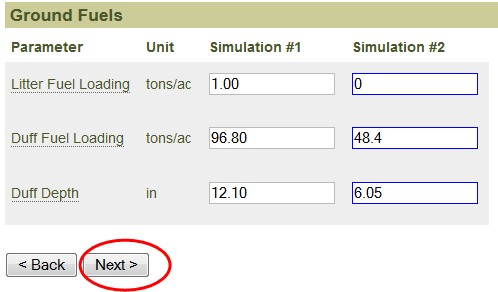 Ground Fuels
Parameter Unit Simulation #1 Simulation #2
Litter Fuel Loading tons/ac 1.00 0
Duff Fuel Loading tons/ac 96.80 48.4
Duff Depth in 12.10 6.05
< Back Next >